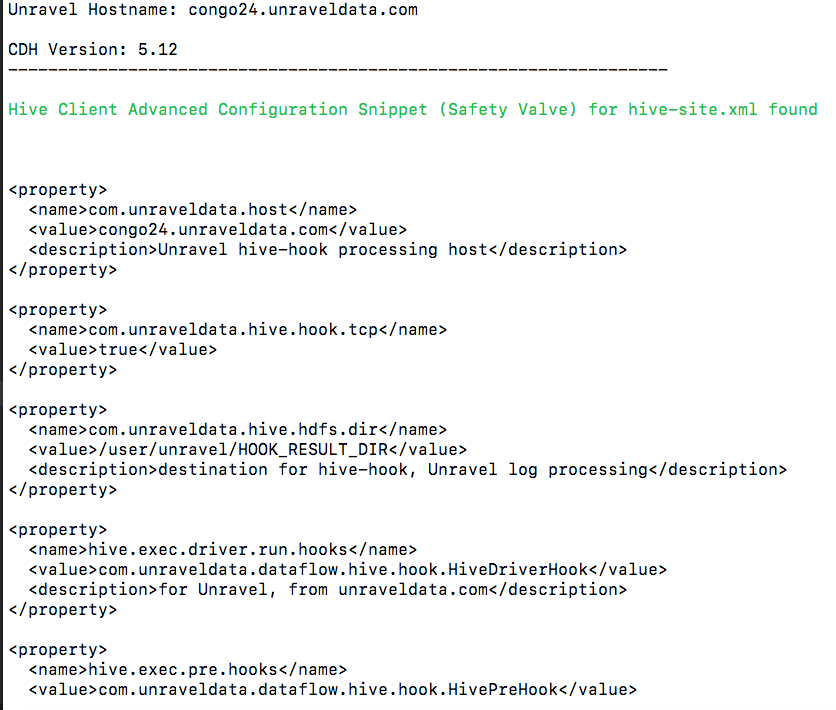 Unravel Hostname: congo24.unraveldata.com
CDH Version: 5.12
------------------------------------------------------------------
Hive Client Advanced Configuration Snippet (Safety Valve) for hive-site.xml found
<property>
  <name>com.unraveldata.host</name>
  <value>congo24.unraveldata.com</value>
  <description>Unravel hive-hook processing host</description>
</property>
<property>
  <name>com.unraveldata.hive.hook.tcp</name>
  <value>true</value>
</property>
<property>
  <name>com.unraveldata.hive.hdfs.dir</name>
  <value>/user/unravel/HOOK_RESULT_DIR</value>
  <description>destination for hive-hook, Unravel log processing</description>
</property>
<property>
  <name>hive.exec.driver.run.hooks</name>
  <value>com.unraveldata.dataflow.hive.hook.HiveDriverHook</value>
  <description>for Unravel, from unraveldata.com</description>
</property>
<property>
  <name>hive.exec.pre.hooks</name>
  <value>com.unraveldata.dataflow.hive.hook.HivePreHook</value>